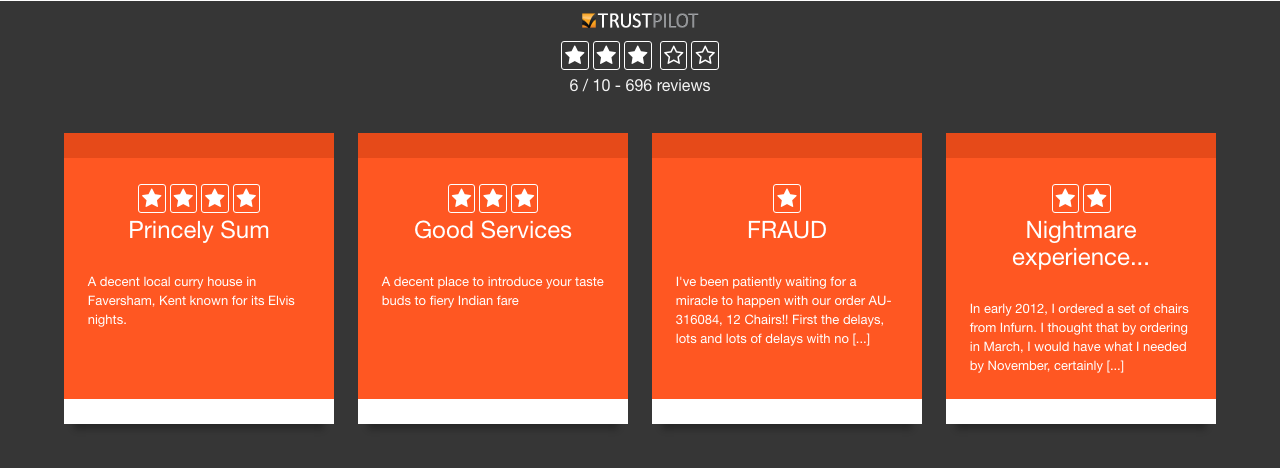 TRUSTPILOT
6 / 10 - 696 reviews
Princely Sum
A decent local curry house in
Faversham, Kent known for its Elvis
nights.
Good Services
A decent place to introduce your taste
buds to fiery Indian fare
FRAUD
I've been patiently waiting for a
miracle to happen with our order AU-
316084, 12 Chairs!! First the delays,
lots and lots of delays with no [...]
Nightmare
experience...
In early 2012, I ordered a set of chairs
from Infurn. I thought that by ordering
in March, I would have what I needed
by November, certainly [...]